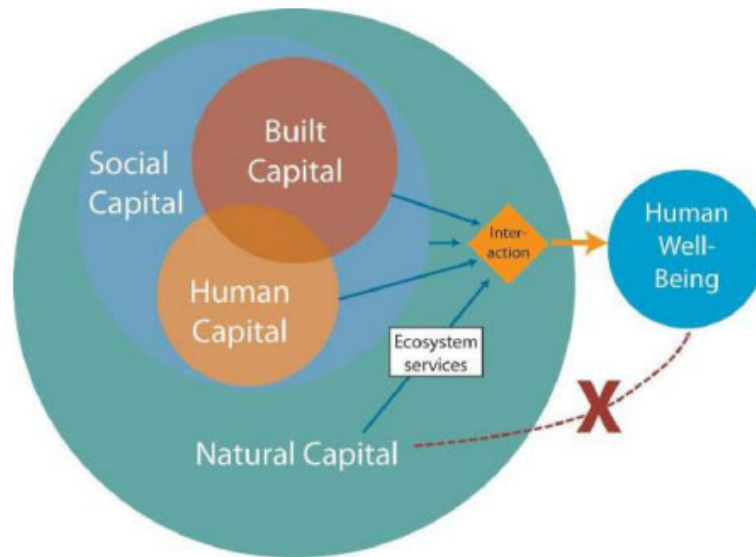 Built
Capital
Social
Capital
Human
Capital
Inter-
action
Human
Well-
Being
Ecosystem
services
Natural Capital
X